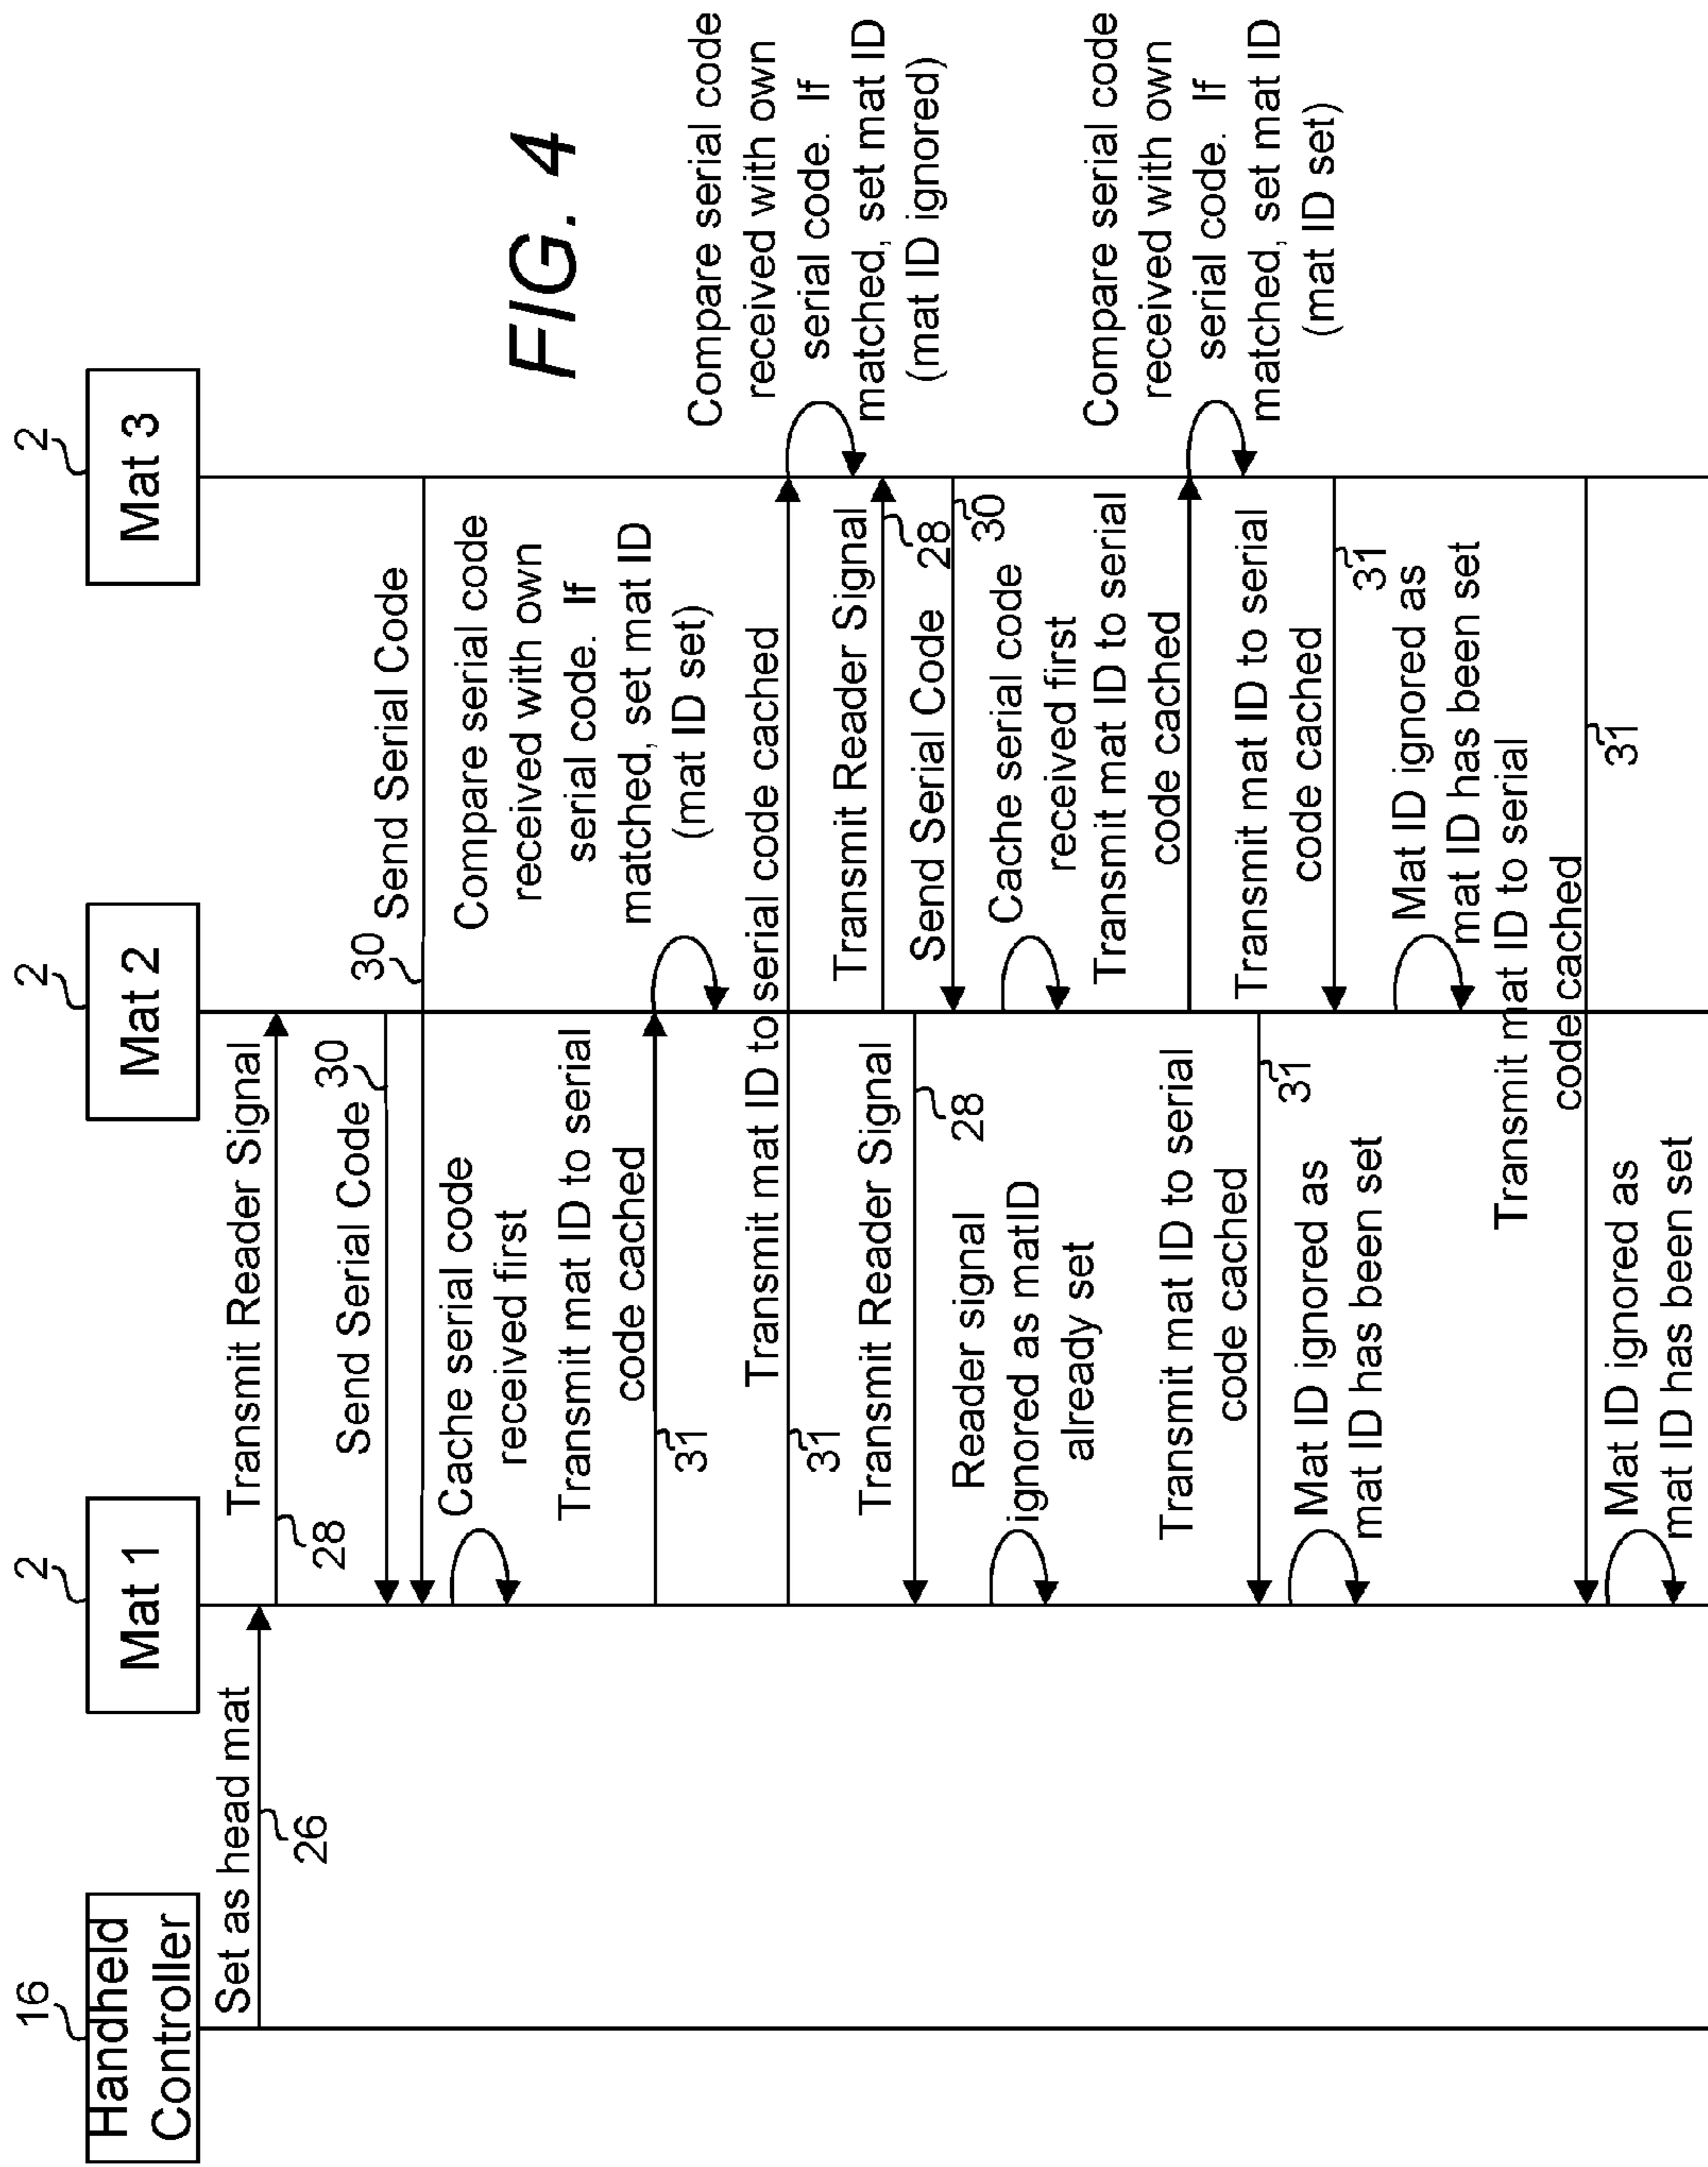 FIG. 4
16
Handheld
Controller
2
Mat 1
2
Mat 2
2
Mat 3
Set as head mat
26
Transmit Reader Signal
28
Send Serial Code
30
30
Send Serial Code
Cache serial code
received first
Compare serial code
received with own
serial code. If
matched, set mat ID
(mat ID set)
Transmit mat ID to serial
code cached
31
Transmit mat ID to serial code cached
31
Compare serial code
received with own
serial code. If
matched, set mat ID
(mat ID ignored)
Transmit Reader Signal
28
Transmit Reader Signal
28
Send Serial Code
30
Reader signal
ignored as matID
already set
Cache serial code
received first
Transmit mat ID to serial
code cached
Compare serial code
received with own
serial code. If
matched, set mat ID
(mat ID set)
Transmit mat ID to serial
code cached
31
Transmit mat ID to serial
code cached
31
Mat ID ignored as
mat ID has been set
Mat ID ignored as
mat ID has been set
Transmit mat ID to serial
code cached
31
Mat ID ignored as
mat ID has been set